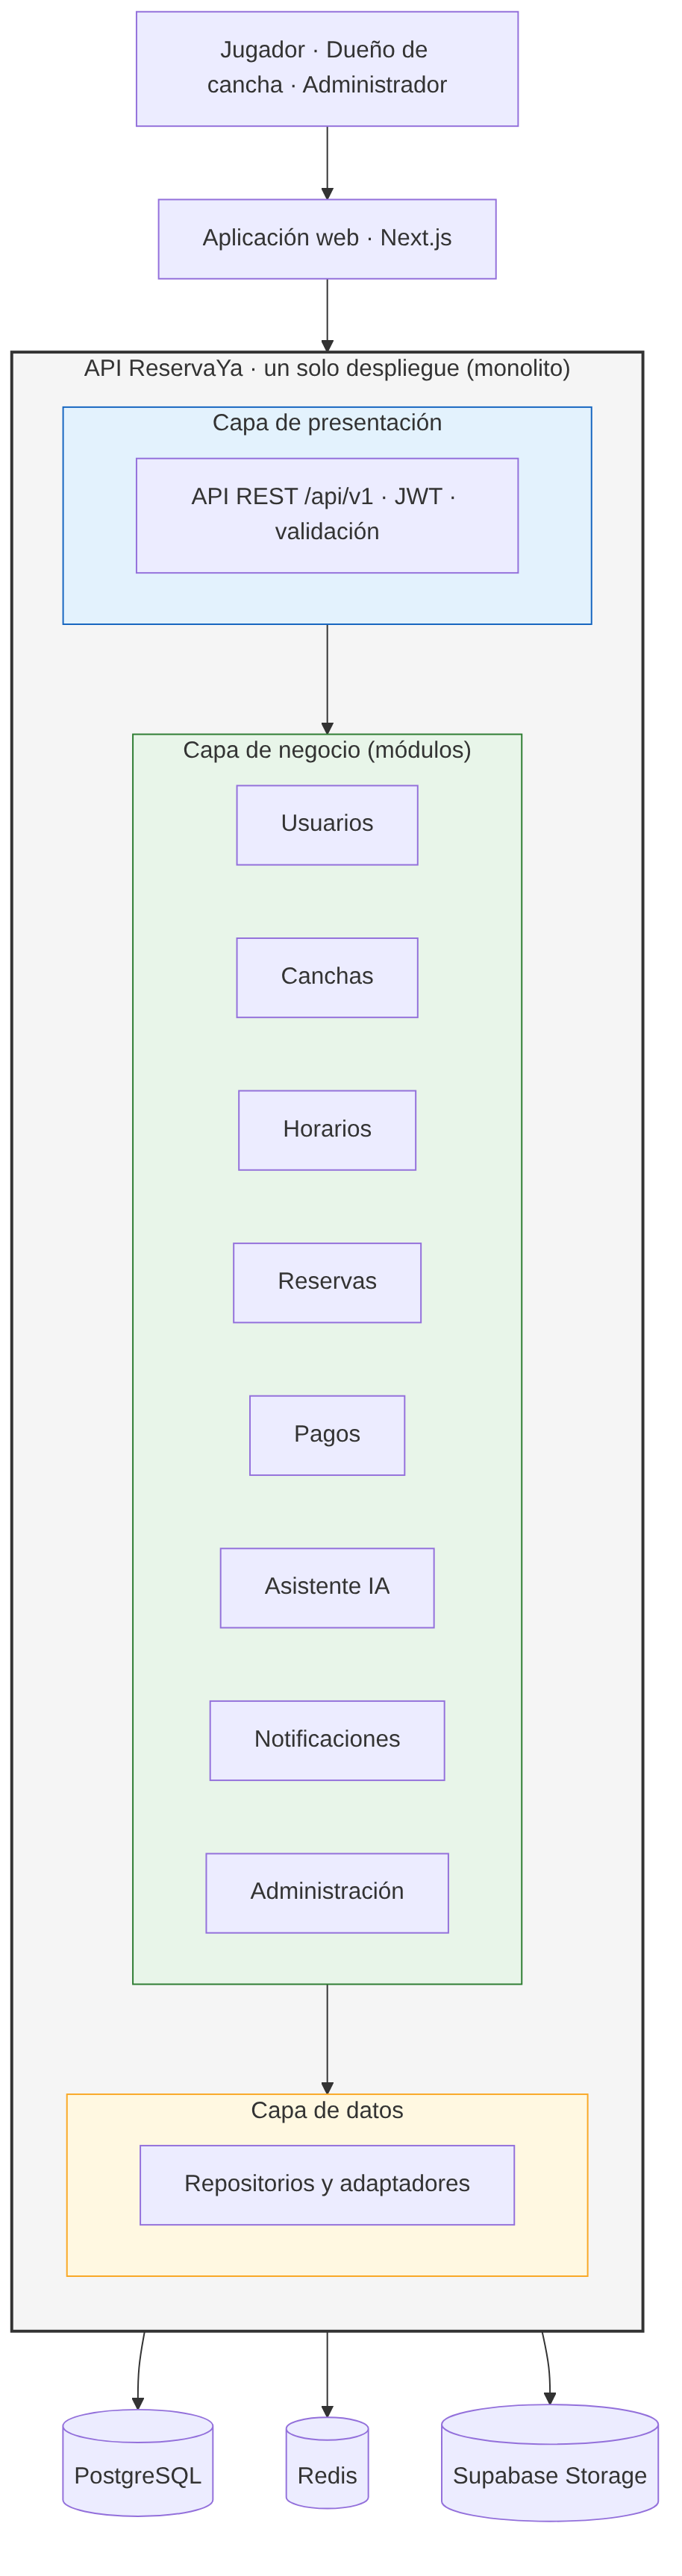 Jugador · Dueño de
cancha · Administrador
Aplicación web · Next.js
API ReservaYa · un solo despliegue (monolito)
Capa de presentación
API REST /api/v1 · JWT ·
validación
Capa de negocio (módulos)
Usuarios
Canchas
Horarios
Reservas
Pagos
Asistente IA
Notificaciones
Administración
Capa de datos
Repositorios y adaptadores
PostgreSQL
Redis
Supabase Storage